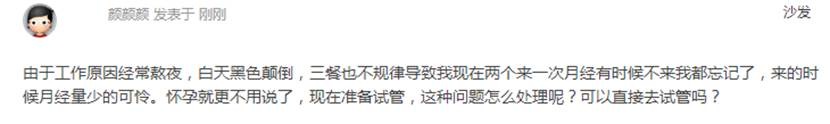 颜颜颜 发表于 刚刚
沙发
由于工作原因经常熬夜，白天黑色颠倒，三餐也不规律导致我现在两个来一次月经有时候不来我都忘记了，来的时
候月经量少的可怜。怀孕就更不用说了，现在准备试管，这种问题怎么处理呢？可以直接去试管吗？